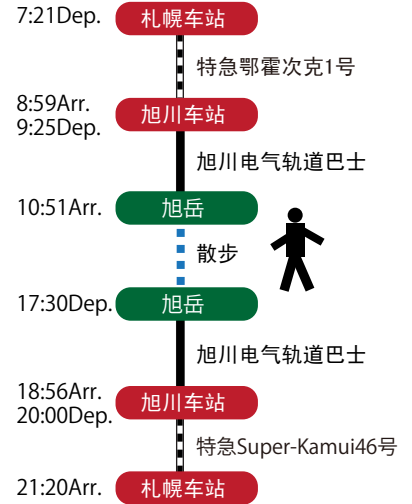 7:21Dep.
札幌车站
特急鄂霍次克1号
8:59Arr.
9:25Dep.
旭川车站
旭川电气轨道巴士
10:51Arr.
旭岳
散步
17:30Dep.
旭岳
旭川电气轨道巴士
18:56Arr.
20:00Dep.
旭川车站
特急Super-Kamui46号
21:20Arr.
札幌车站